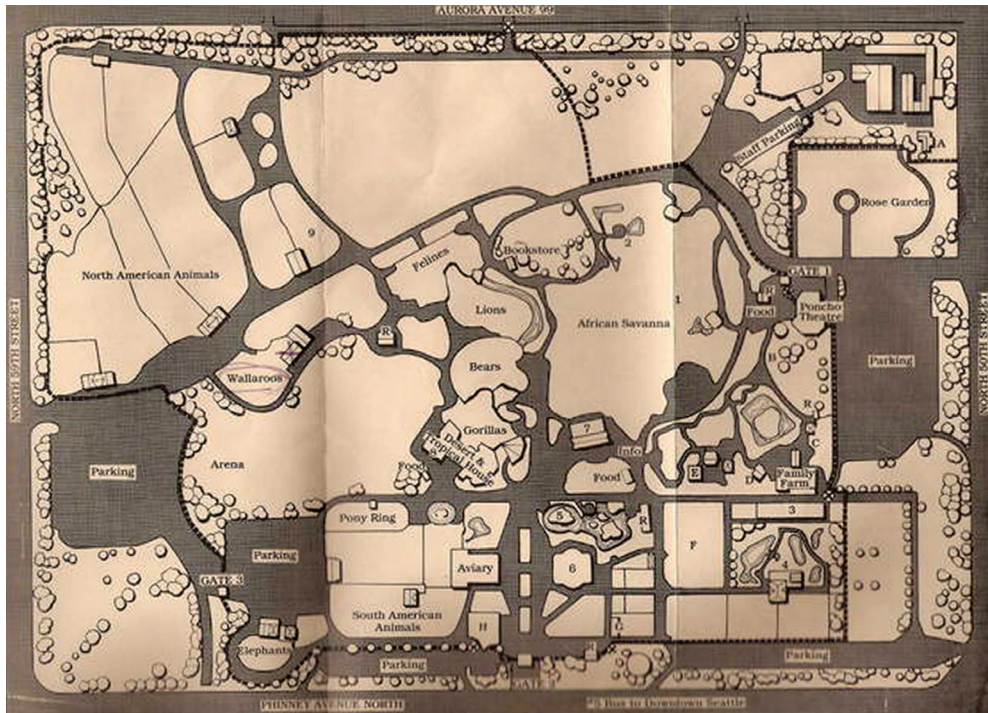 AURORA AVENUE 99
Staff Parking
A
Rose Garden
9
Felines
Bookstore
2
North American Animals
GATE 1
R
Food
Poncho
Theatre
Lions
1
African Savanna
NORTH 59TH STREET
NORTH 50TH STREET
R
Wallaroos
Bears
B
Parking
R
Gorillas
7
C
Desert &
Tropical House
Info
Parking
Arena
Food
Food
E
D
Family
Farm
Pony Ring
5
R
3
F
4
Parking
Aviary
6
GATE 3
South American
Animals
H
G
Elephants
Parking
R
Parking
GATE 2
PHINNEY AVENUE NORTH
#5 Bus to Downtown Seattle